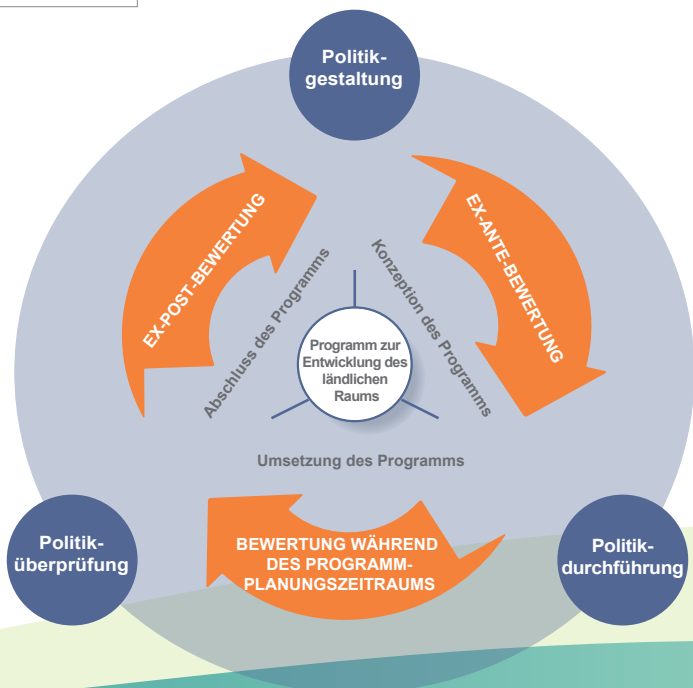 Politik-
gestaltung
EX-POST-BEWERTUNG
EX-ANTE-BEWERTUNG
Abschluss des Programms
Konzeption des Programms
Programm zur
Entwicklung des
ländlichen
Raums
Umsetzung des Programms
Politik-
überprüfung
BEWERTUNG WÄHREND
DES PROGRAMM-
PLANUNGSZEITRAUMS
Politik-
durchführung